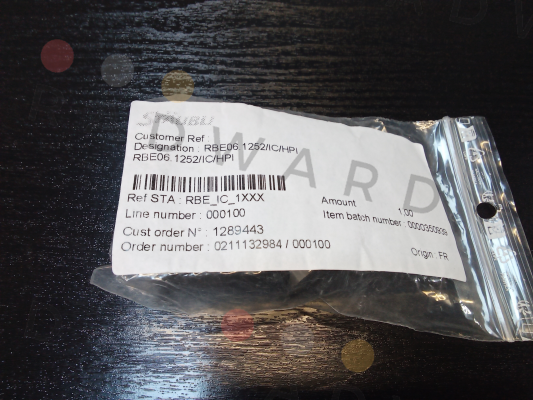 STAUBLI
Customer Ref
Designation : RBE06.1252/IC/HPI
RBE06.1252/IC/HPI
Ref STA : RBE_IC_1XXX
Amount 1.00
Line number : 000100
Item batch number : 0000350939
Cust order N° : 1289443
Order number : 0211132984 / 000100
Origin : FR